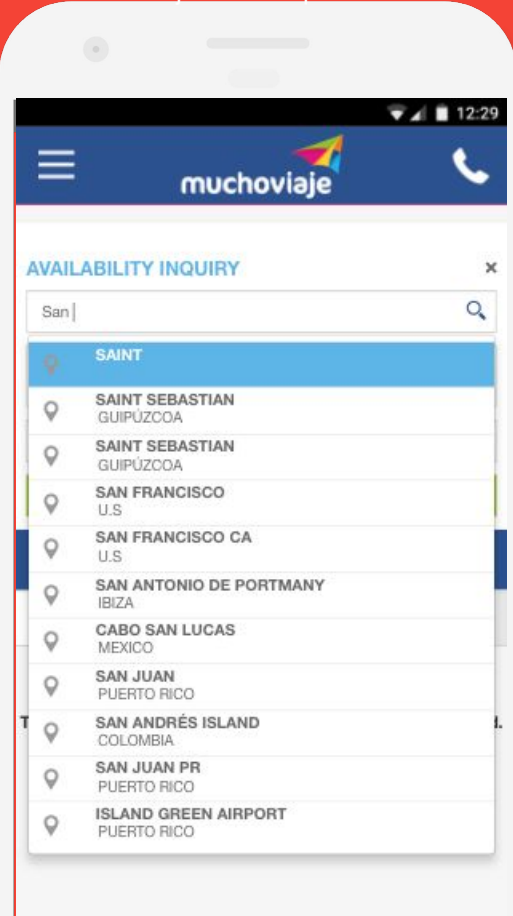 12:29
muchoviaje
AVAILABILITY INQUIRY
×
San
SAINT
SAINT SEBASTIAN
GUIPÚZCOA
SAINT SEBASTIAN
GUIPÚZCOA
SAN FRANCISCO
U.S
SAN FRANCISCO CA
U.S
SAN ANTONIO DE PORTMANY
IBIZA
CABO SAN LUCAS
MEXICO
SAN JUAN
PUERTO RICO
SAN ANDRÉS ISLAND
COLOMBIA
SAN JUAN PR
PUERTO RICO
ISLAND GREEN AIRPORT
PUERTO RICO